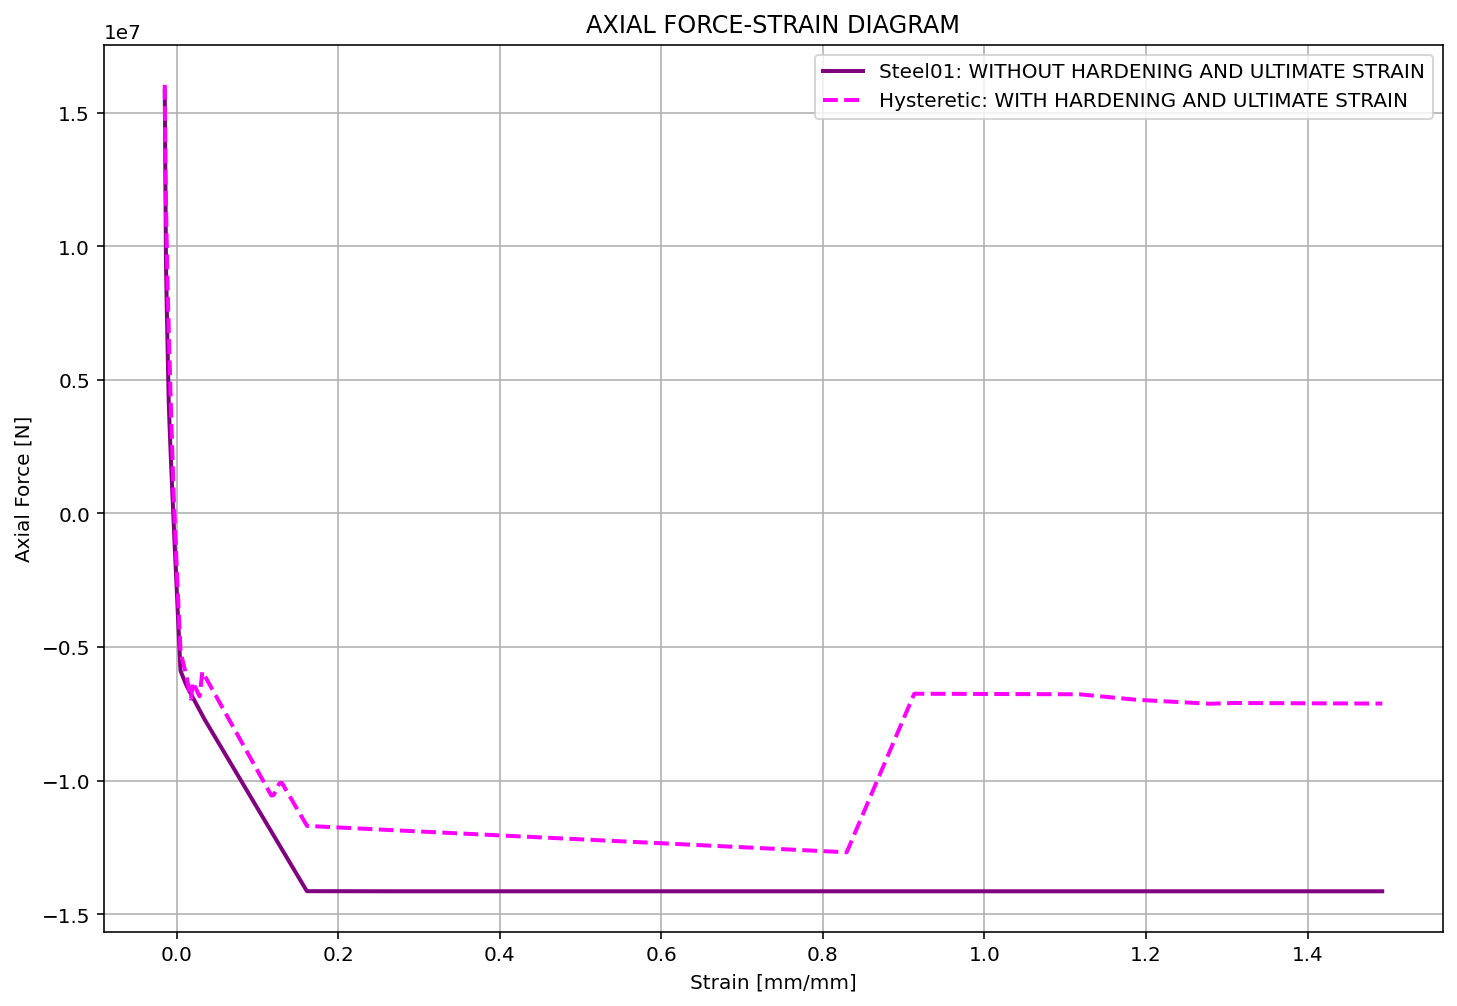 AXIAL FORCE-STRAIN DIAGRAM
1e7
Steel01: WITHOUT HARDENING AND ULTIMATE STRAIN
Hysteretic: WITH HARDENING AND ULTIMATE STRAIN
1.5
1.0
0.5
0.0
−0.5
−1.0
−1.5
Axial Force [N]
0.0 0.2 0.4 0.6 0.8 1.0 1.2 1.4
Strain [mm/mm]